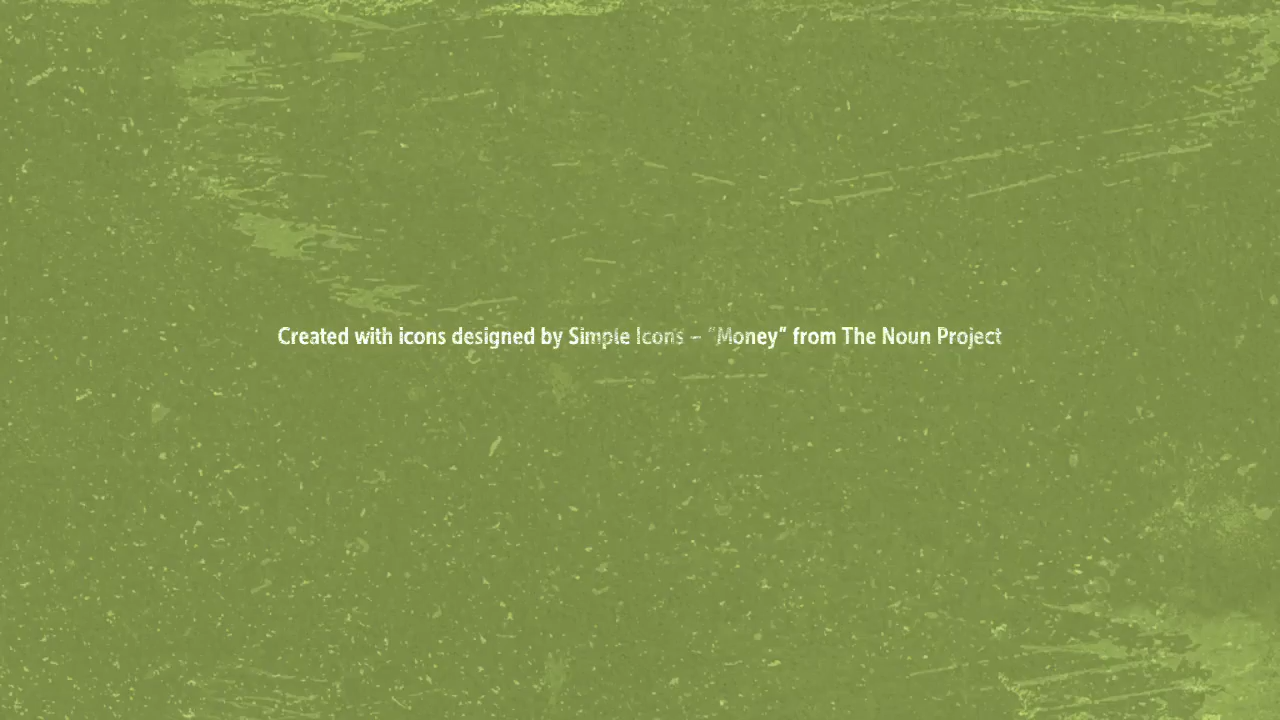 Created with icons designed by Simple Icons – “Money” from The Noun Project